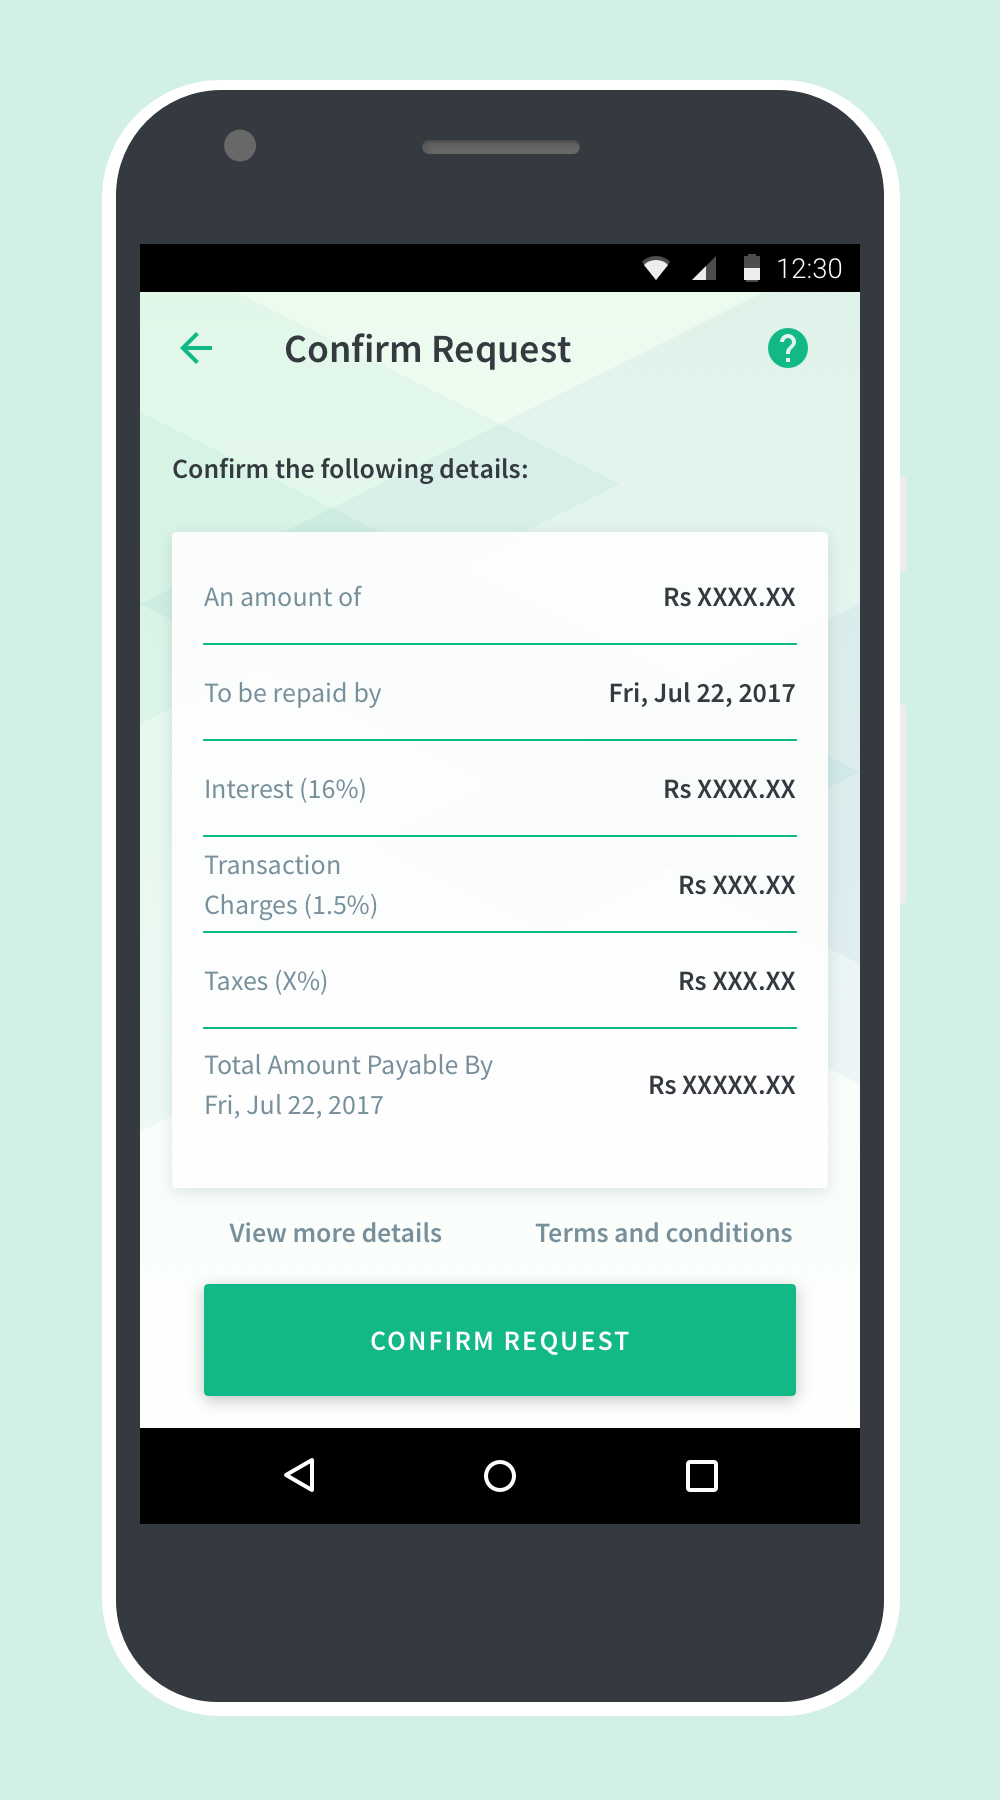 12:30
Confirm Request
Confirm the following details:
An amount of Rs XXXX.XX
To be repaid by Fri, Jul 22, 2017
Interest (16%) Rs XXXX.XX
Transaction
Charges (1.5%) Rs XXX.XX
Taxes (X%) Rs XXX.XX
Total Amount Payable By
Fri, Jul 22, 2017 Rs XXXXX.XX
View more details Terms and conditions
CONFIRM REQUEST